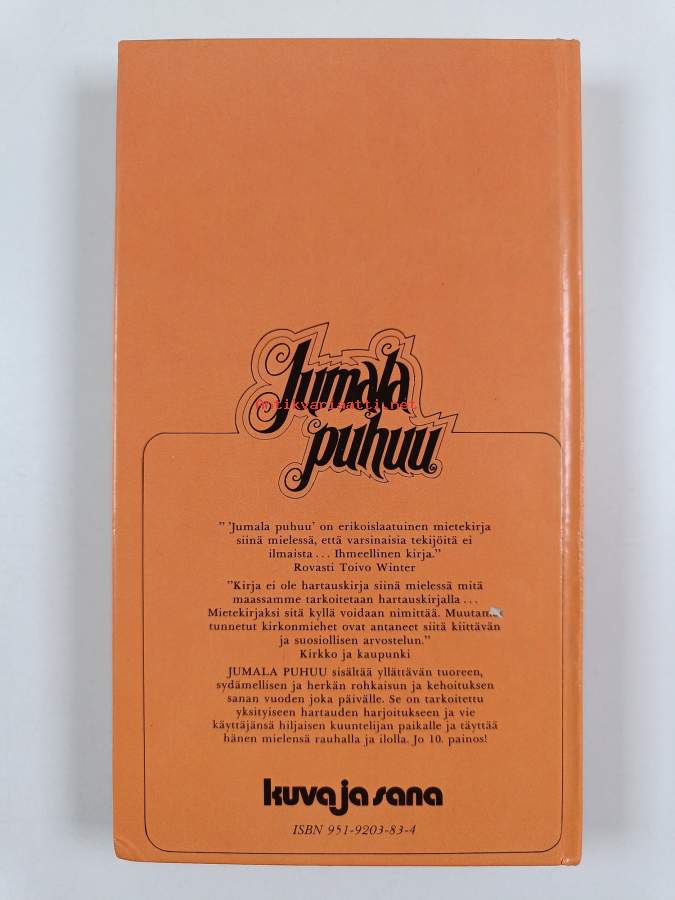 Jumala
Antikvariaatti.net
puhuu
” 'Jumala puhuu' on erikoislaatuinen mietekirja
siinä mielessä, että varsinaisia tekijöitä ei
ilmaista... Ihmeellinen kirja.”
Rovasti Toivo Winter
”Kirja ei ole hartauskirja siinä mielessä mitä
maassamme tarkoitetaan hartauskirjalla...
Mietekirjaksi sitä kyllä voidaan nimittää. Muutamat
tunnetut kirkonmiehet ovat antaneet siitä kiittävän
ja suosiollisen arvostelun.”
Kirkko ja kaupunki
JUMALA PUHUU sisältää yllättävän tuoreen,
sydämellisen ja herkän rohkaisun ja kehoituksen
sanan vuoden joka päivälle. Se on tarkoitettu
yksityiseen hartauden harjoitukseen ja vie
käyttäjänsä hiljaisen kuuntelijan paikalle ja täyttää
hänen mielensä rauhalla ja ilolla. Jo 10. painos!
kuva ja sana
ISBN 951-9203-83-4